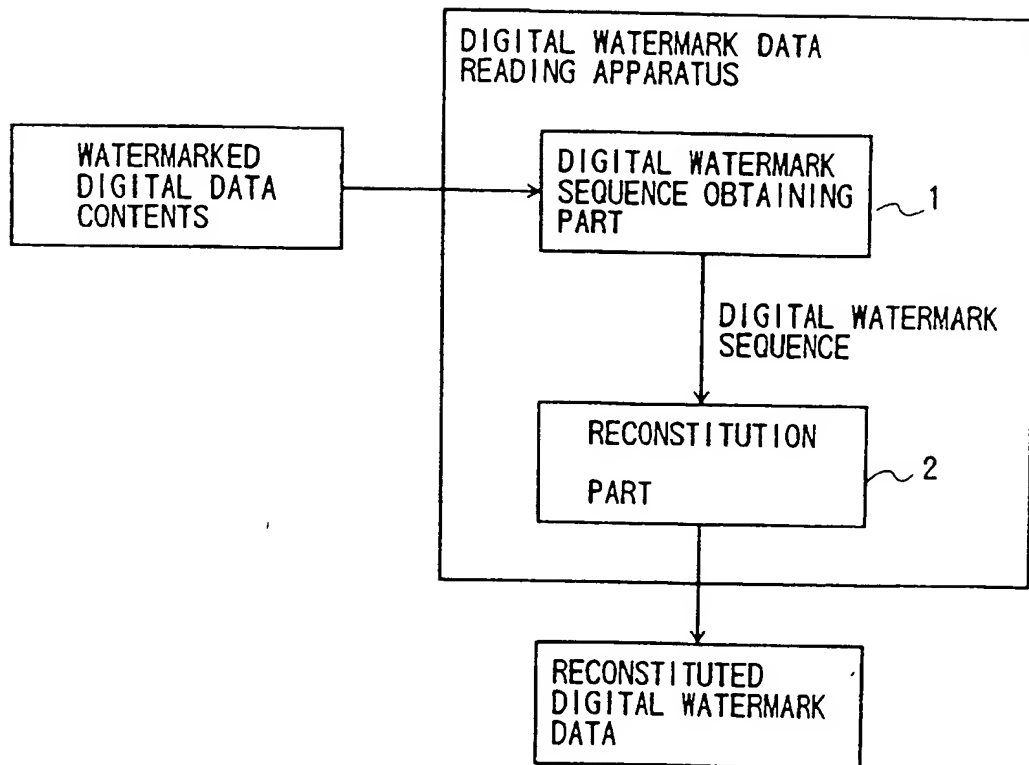 DIGITAL WATERMARK DATA
READING APPARATUS
WATERMARKED
DIGITAL DATA
CONTENTS
DIGITAL WATERMARK
SEQUENCE OBTAINING
PART
1
DIGITAL WATERMARK
SEQUENCE
RECONSTITUTION
PART
2
RECONSTITUTED
DIGITAL WATERMARK
DATA